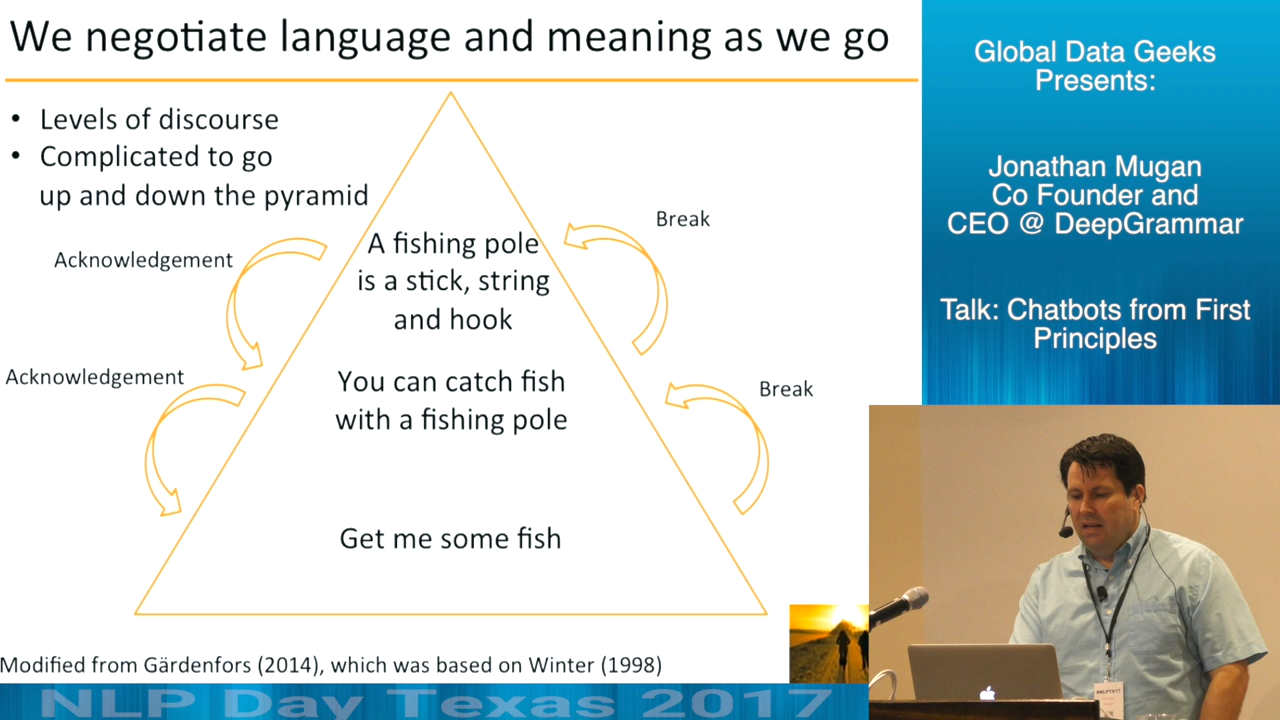 We negotiate language and meaning as we go
• Levels of discourse
• Complicated to go
up and down the pyramid
Acknowledgement
Break
A fishing pole
is a stick, string
and hook
Acknowledgement
Break
You can catch fish
with a fishing pole
Get me some fish
Modified from Gärdenfors (2014), which was based on Winter (1998)
NLP Day Texas 2017
Global Data Geeks
Presents:
Jonathan Mugan
Co Founder and
CEO @ DeepGrammar
Talk: Chatbots from First
Principles
#NLPTX17